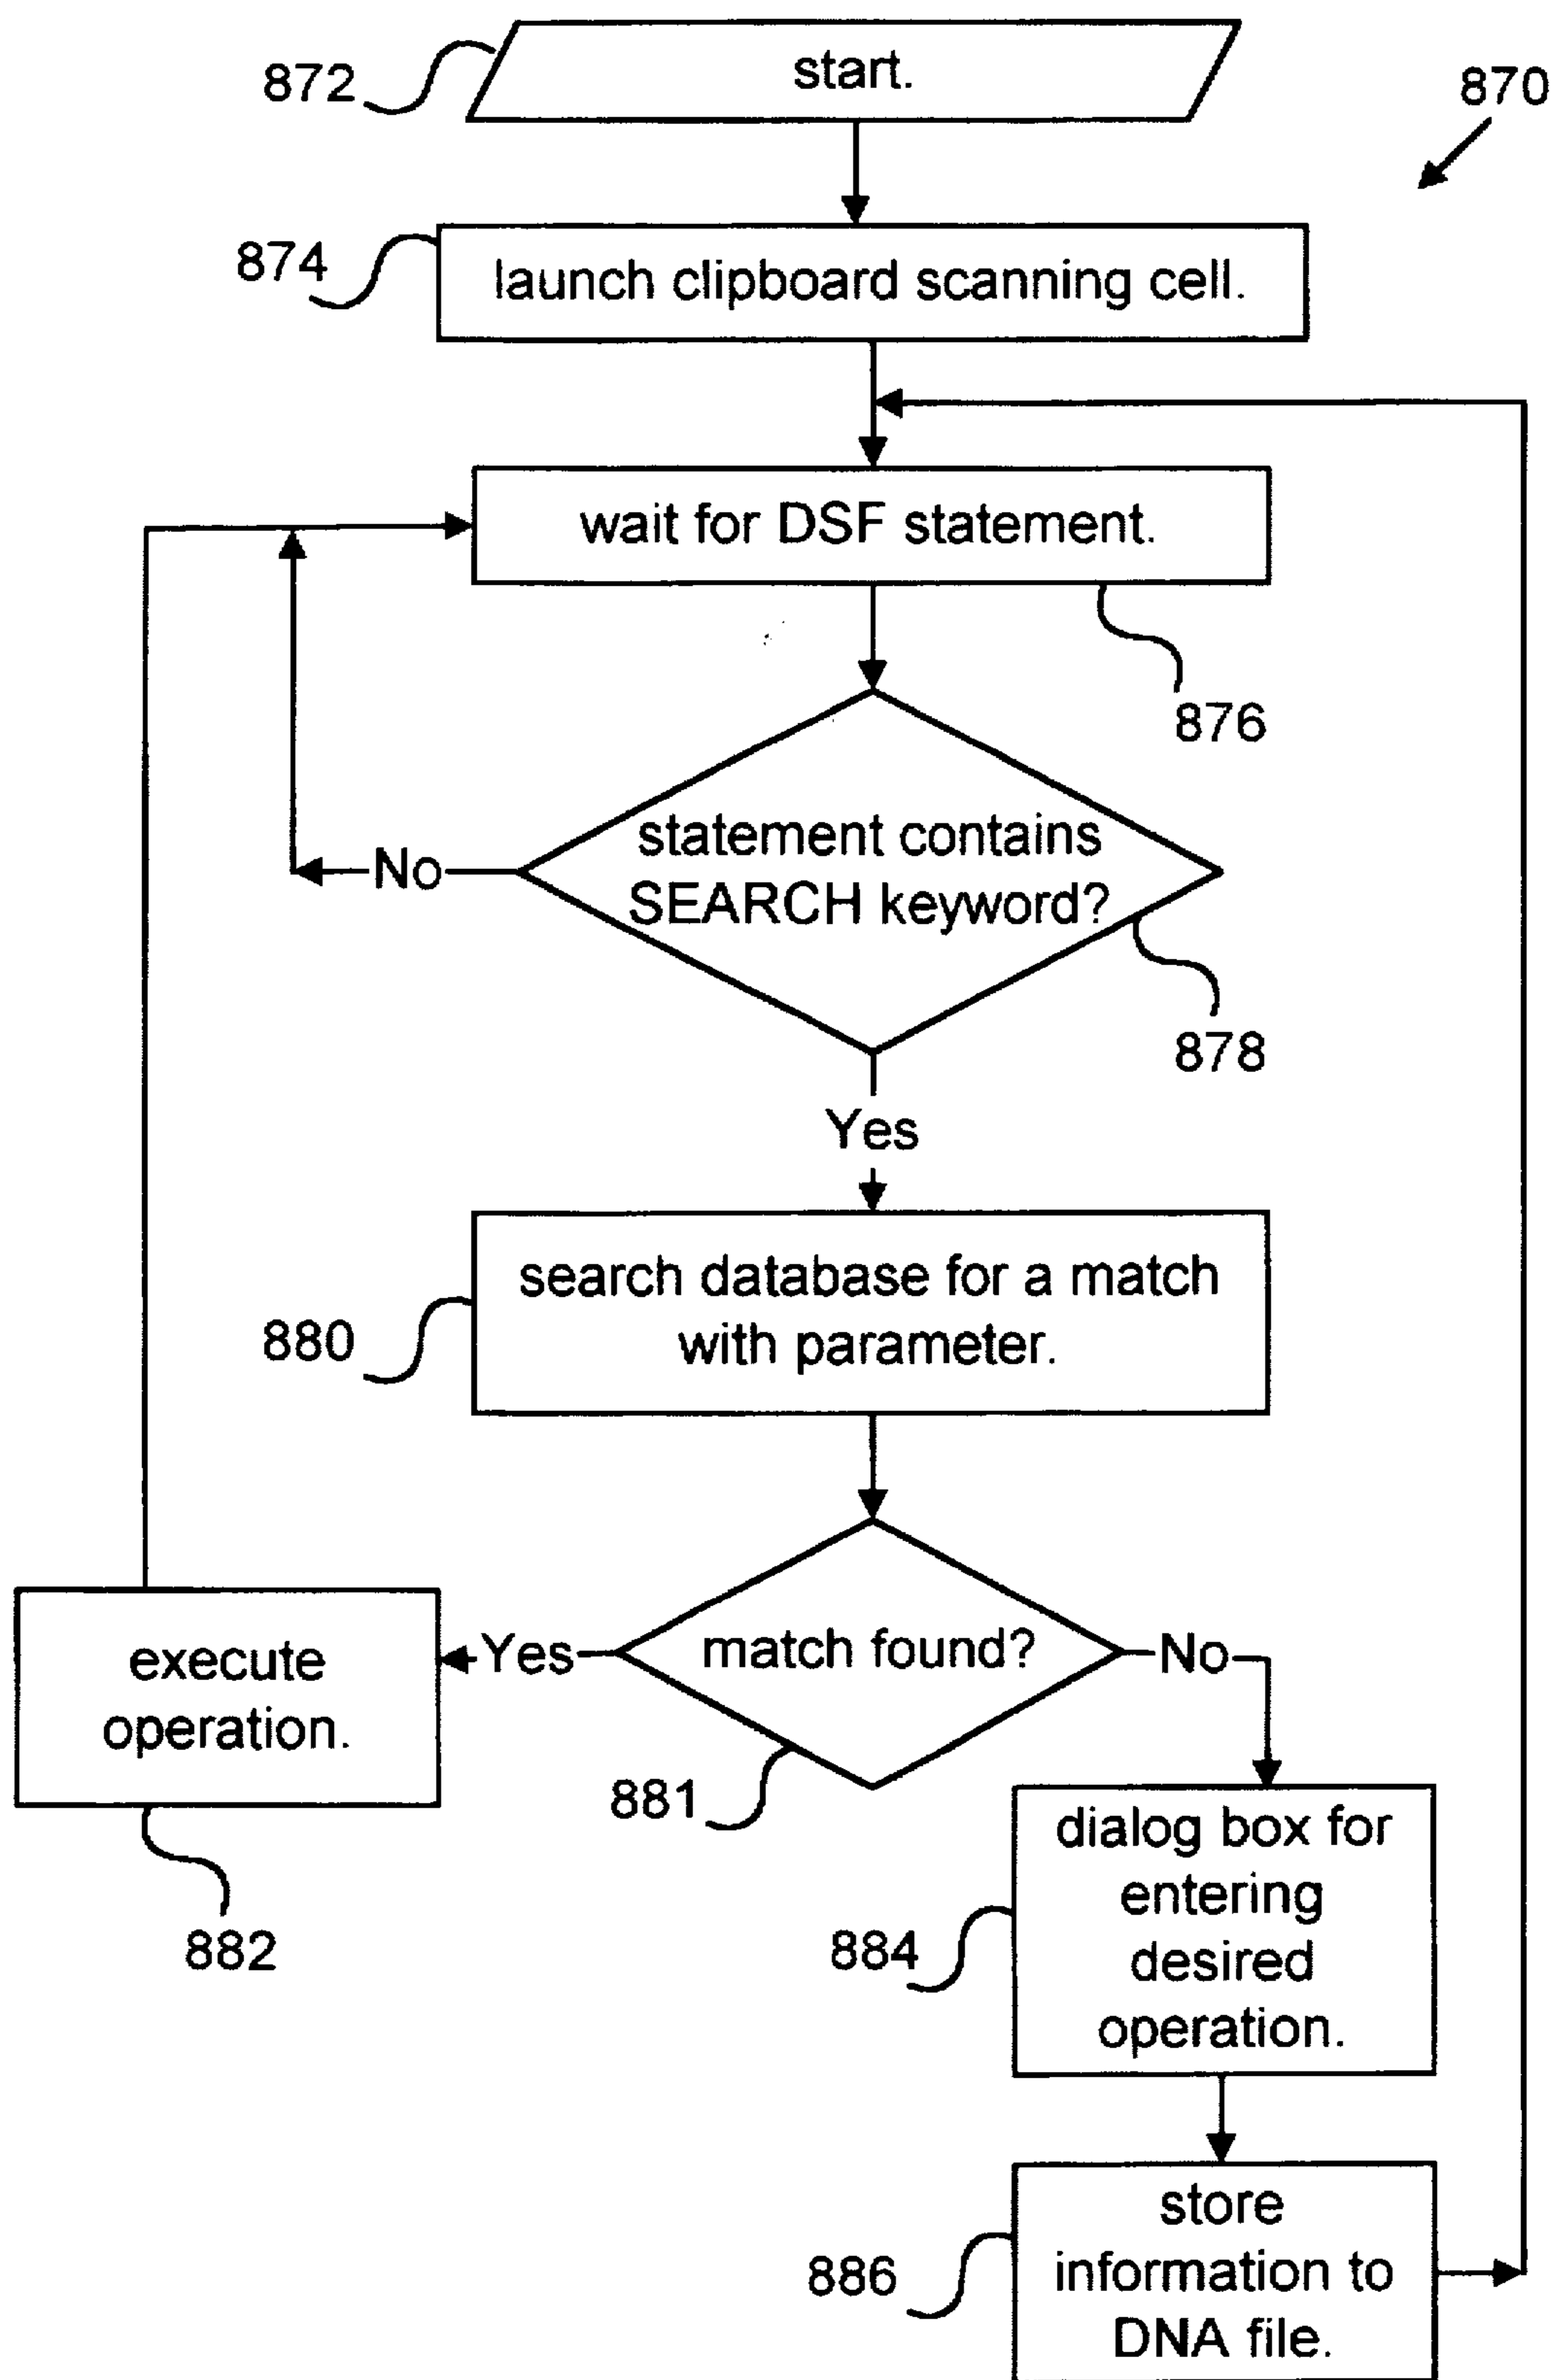 872
start.
870
874
launch clipboard scanning cell.
wait for DSF statement.
876
statement contains
SEARCH keyword?
No
878
Yes
search database for a match
with parameter.
880
match found?
Yes
No
execute
operation.
881
882
dialog box for
entering
desired
operation.
884
store
information to
DNA file.
886